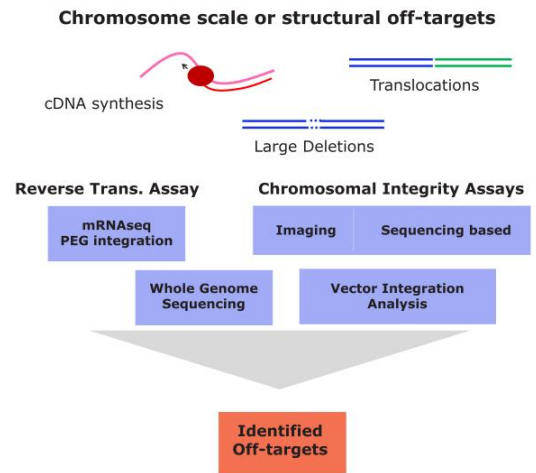 Chromosome scale or structural off-targets
cDNA synthesis
Translocations
Large Deletions
Reverse Trans. Assay
Chromosomal Integrity Assays
mRNAseq
PEG integration
Imaging
Sequencing based
Whole Genome
Sequencing
Vector Integration
Analysis
Identified
Off-targets